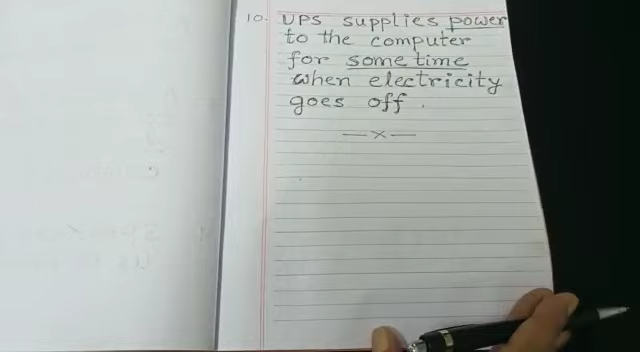 10. UPS supplies power
to the computer
for some time
when electricity
goes off.
—x—